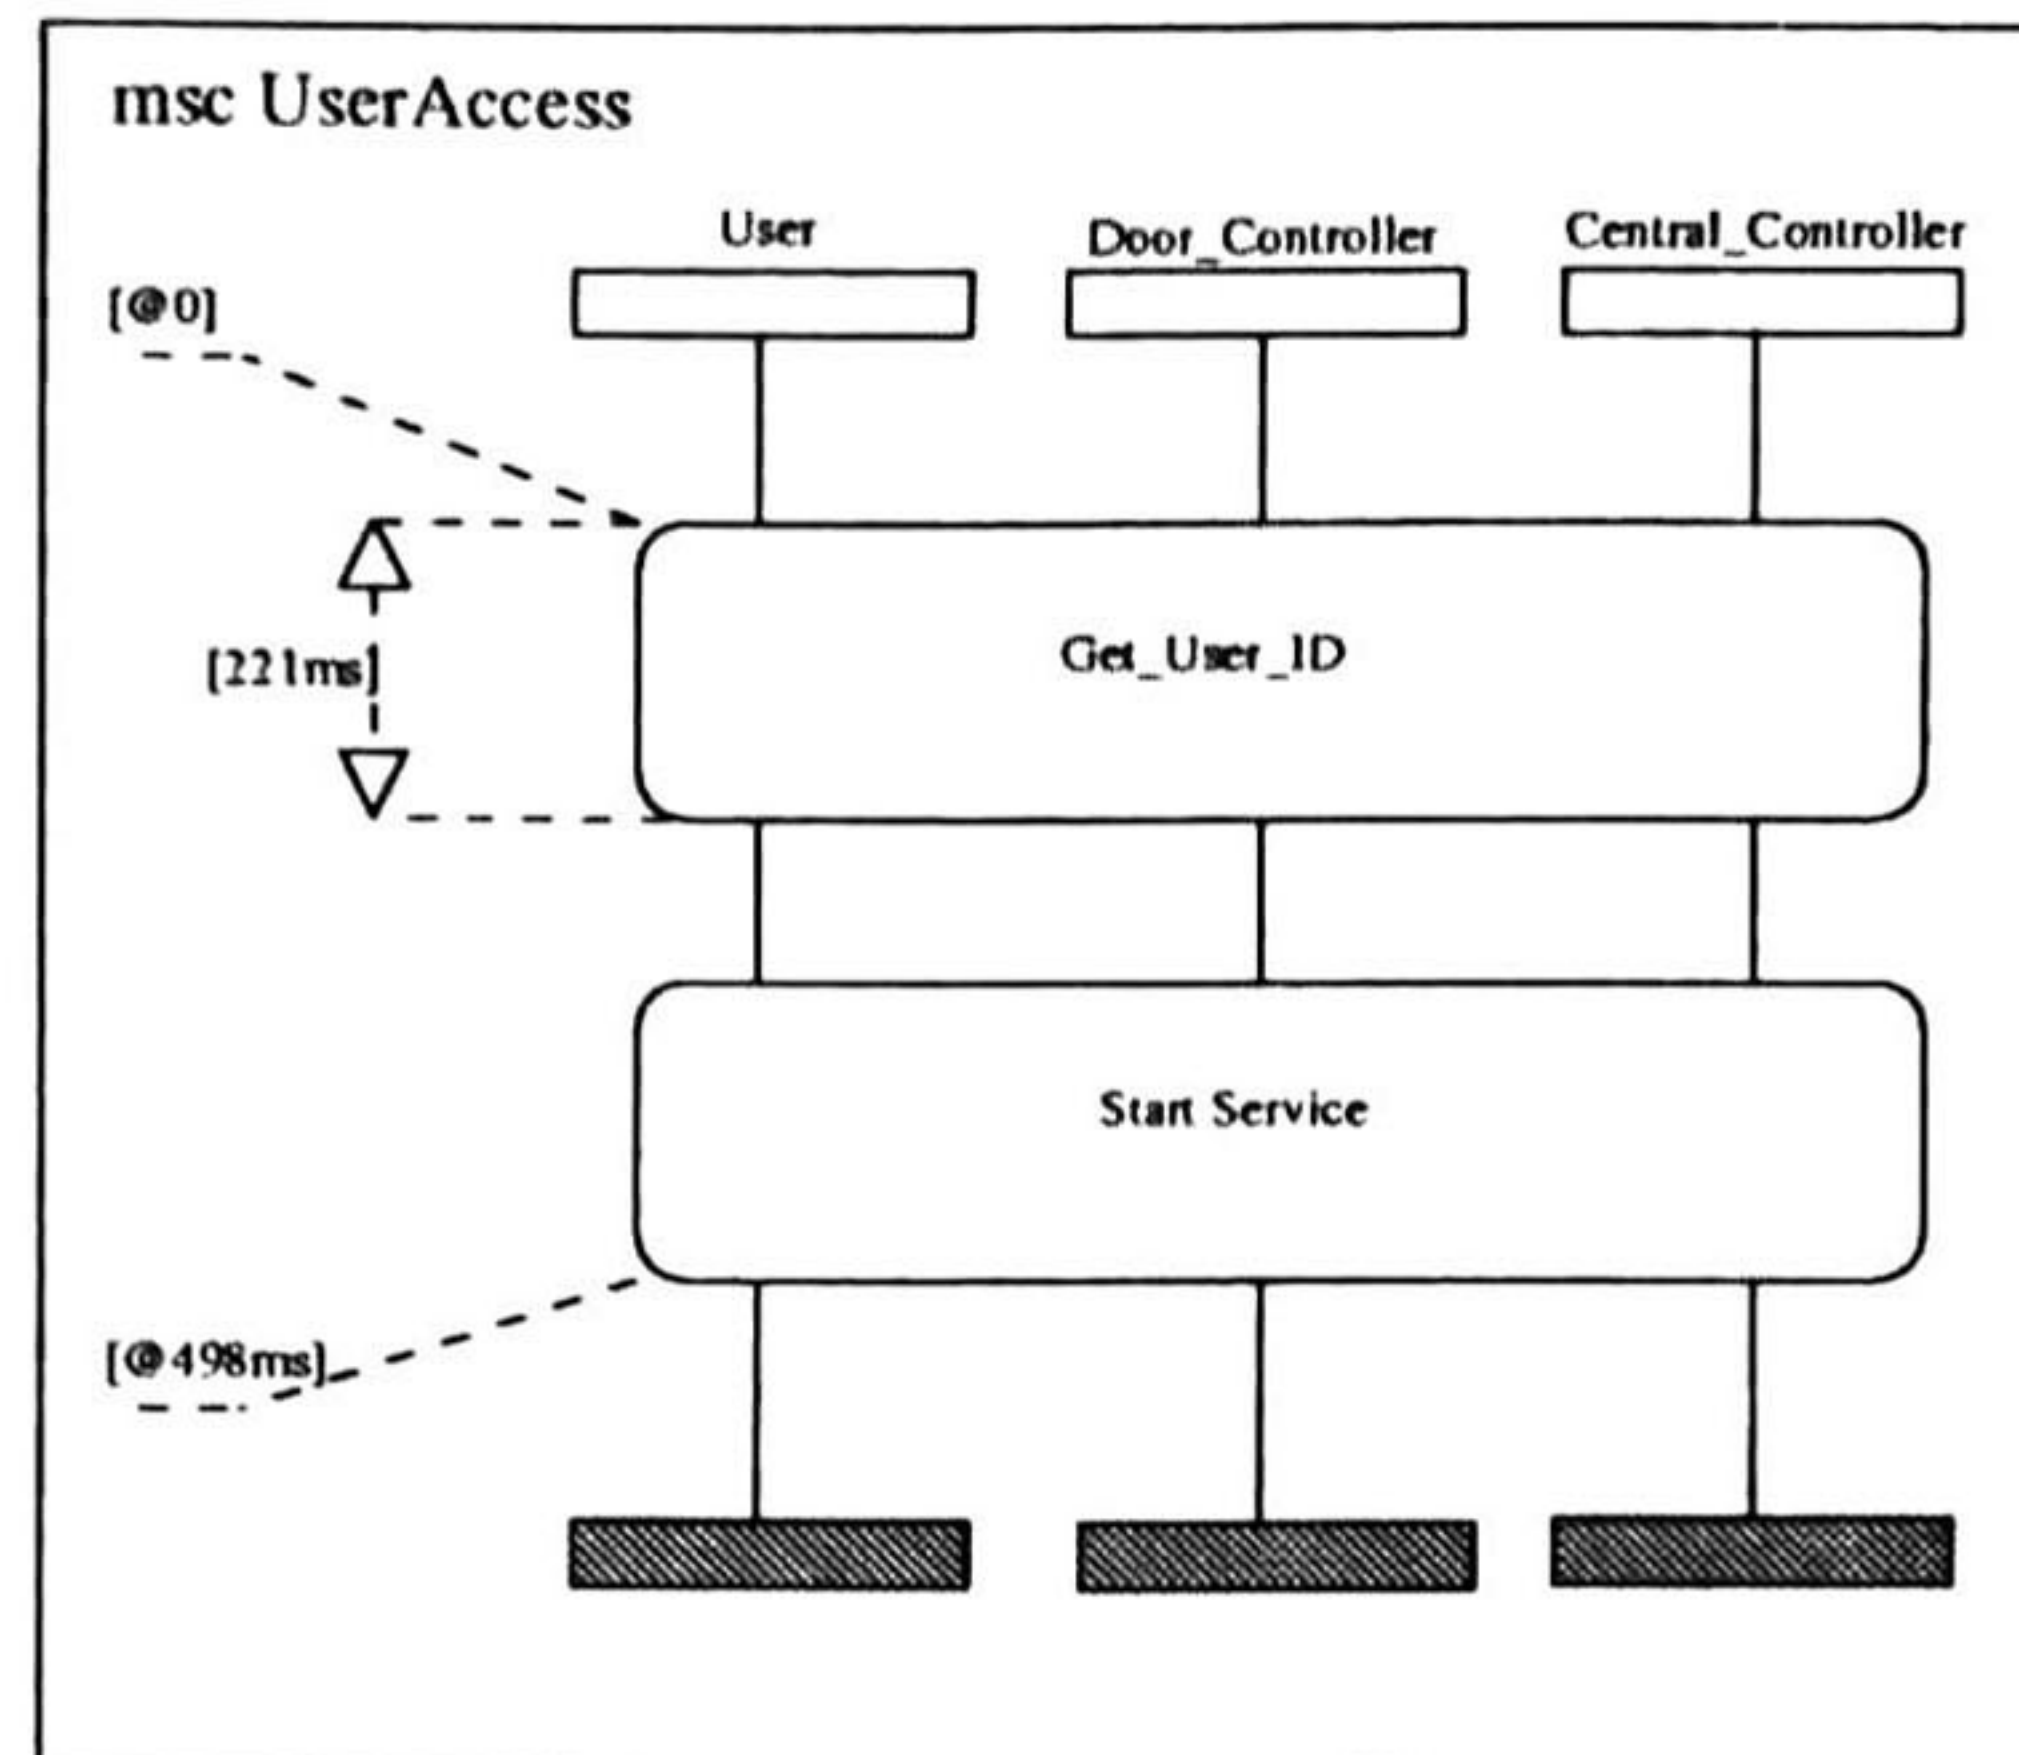 msc UserAccess
User
Door_Controller
Central_Controller
[@0]
[221ms]
Get_User_ID
Start Service
[@498ms]